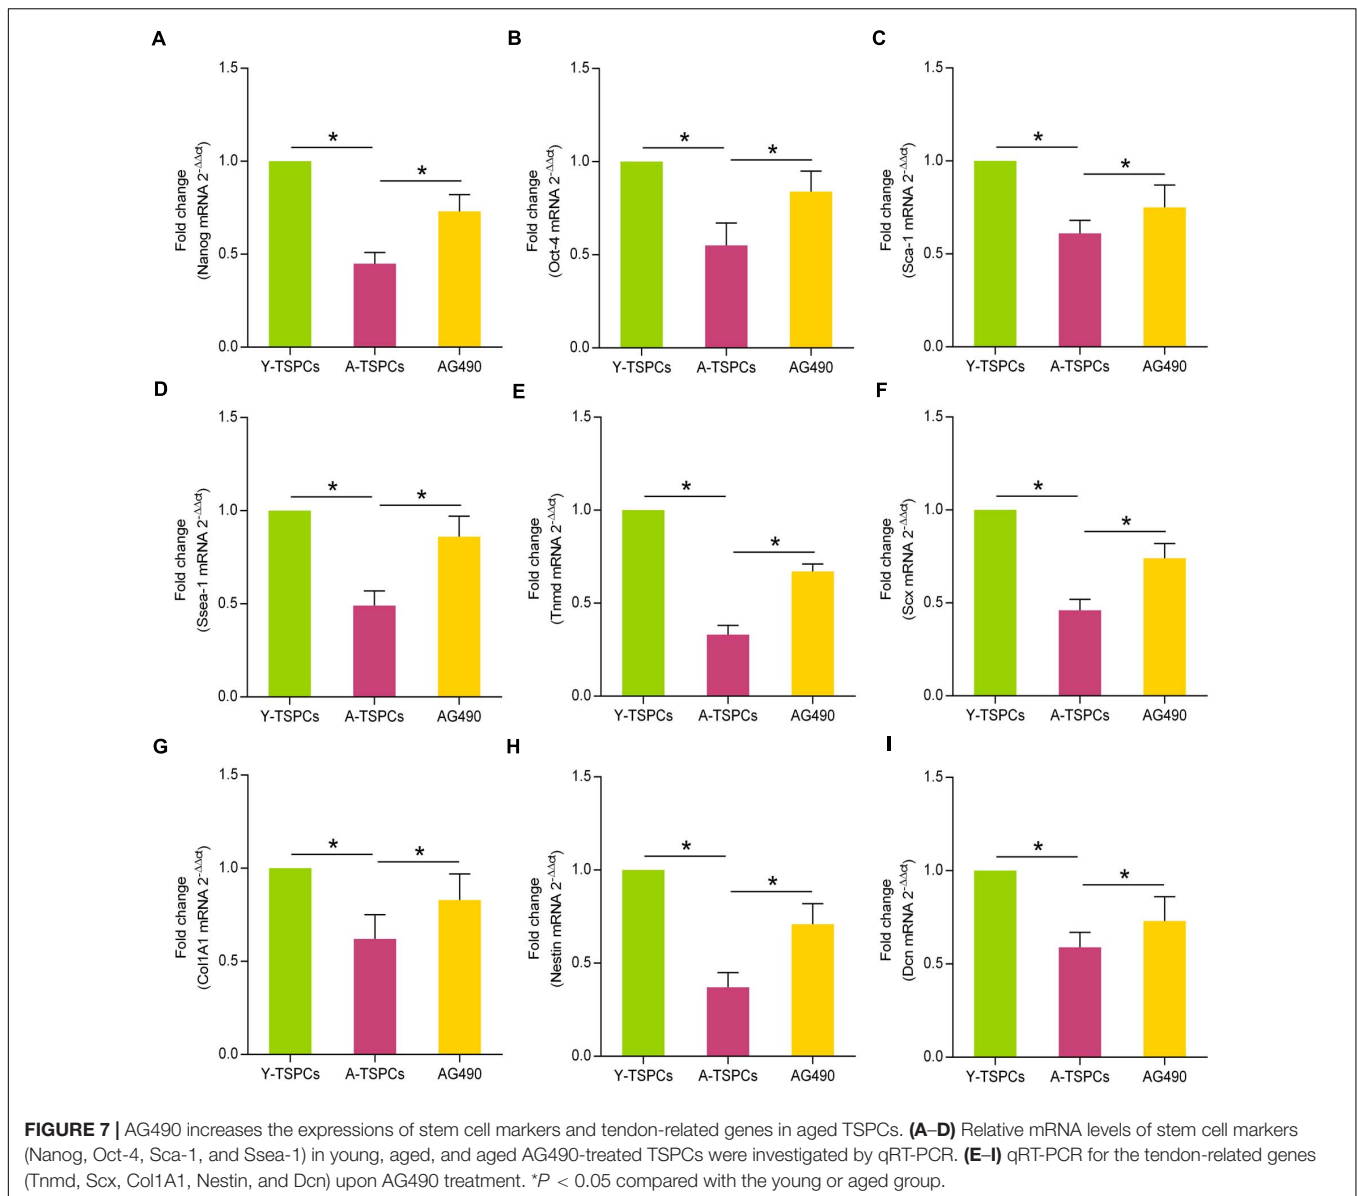 A
Fold change
(Nanog mRNA 2-ΔΔct)
1.5
1.0
0.5
0.0
*
*
Y-TSPCs A-TSPCs AG490
B
Fold change
(Oct-4 mRNA 2-ΔΔct)
1.5
1.0
0.5
0.0
*
*
Y-TSPCs A-TSPCs AG490
C
Fold change
(Sca-1 mRNA 2-ΔΔct)
1.5
1.0
0.5
0.0
*
*
Y-TSPCs A-TSPCs AG490
D
Fold change
(Ssea-1 mRNA 2-ΔΔct)
1.5
1.0
0.5
0.0
*
*
Y-TSPCs A-TSPCs AG490
E
Fold change
(Tnmd mRNA 2-ΔΔct)
1.5
1.0
0.5
0.0
*
*
Y-TSPCs A-TSPCs AG490
F
Fold change
(Scx mRNA 2-ΔΔct)
1.5
1.0
0.5
0.0
*
*
Y-TSPCs A-TSPCs AG490
G
Fold change
(Col1A1 mRNA 2-ΔΔct)
1.5
1.0
0.5
0.0
*
*
Y-TSPCs A-TSPCs AG490
H
Fold change
(Nestin mRNA 2-ΔΔct)
1.5
1.0
0.5
0.0
*
*
Y-TSPCs A-TSPCs AG490
I
Fold change
(Dcn mRNA 2-ΔΔct)
1.5
1.0
0.5
0.0
*
*
Y-TSPCs A-TSPCs AG490
FIGURE 7 | AG490 increases the expressions of stem cell markers and tendon-related genes in aged TSPCs. (A–D) Relative mRNA levels of stem cell markers
(Nanog, Oct-4, Sca-1, and Ssea-1) in young, aged, and aged AG490-treated TSPCs were investigated by qRT-PCR. (E–I) qRT-PCR for the tendon-related genes
(Tnmd, Scx, Col1A1, Nestin, and Dcn) upon AG490 treatment. *P < 0.05 compared with the young or aged group.